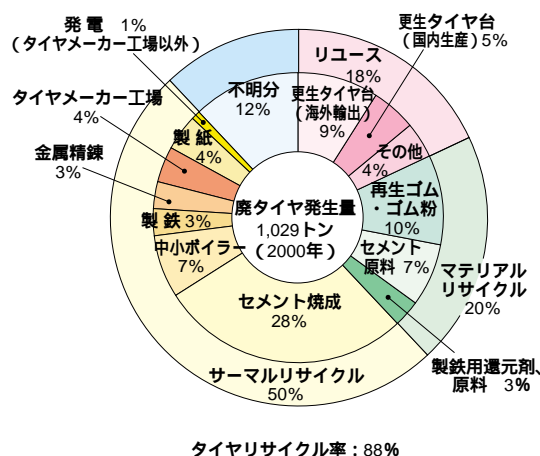 発 電　1%
（タイヤメーカー工場以外）
更生タイヤ台
（国内生産）5%
リユース
18%
不明分
12%
更生タイヤ台
（海外輸出）
9%
タイヤメーカー工場
4%
製 紙
4%
その他
4%
金属精錬
3%
再生ゴム
・ゴム粉
10%
廃タイヤ発生量
1,029トン
（2000年）
製 鉄 3%
中小ボイラー
7%
セメント
原料 7%
マテリアル
リサイクル
20%
セメント焼成
28%
製鉄用還元剤、
原料　3%
サーマルリサイクル
50%
タイヤリサイクル率：88%